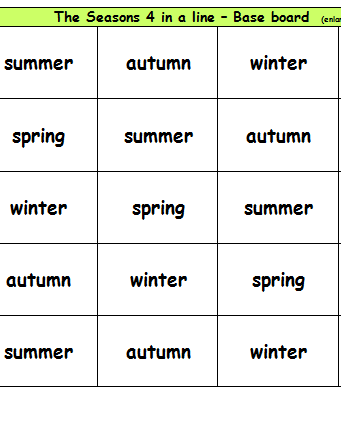 The Seasons 4 in a line – Base board
summer autumn winter
spring summer autumn
winter spring summer
autumn winter spring
summer autumn winter